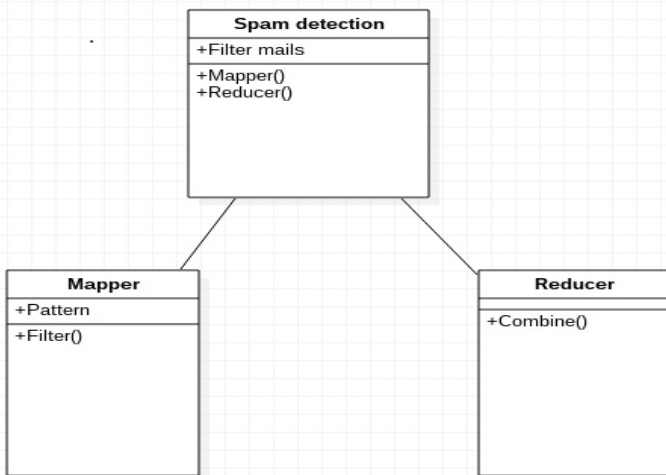 Spam detection
+Filter mails
+Mapper()
+Reducer()
Mapper
+Pattern
+Filter()
Reducer
+Combine()